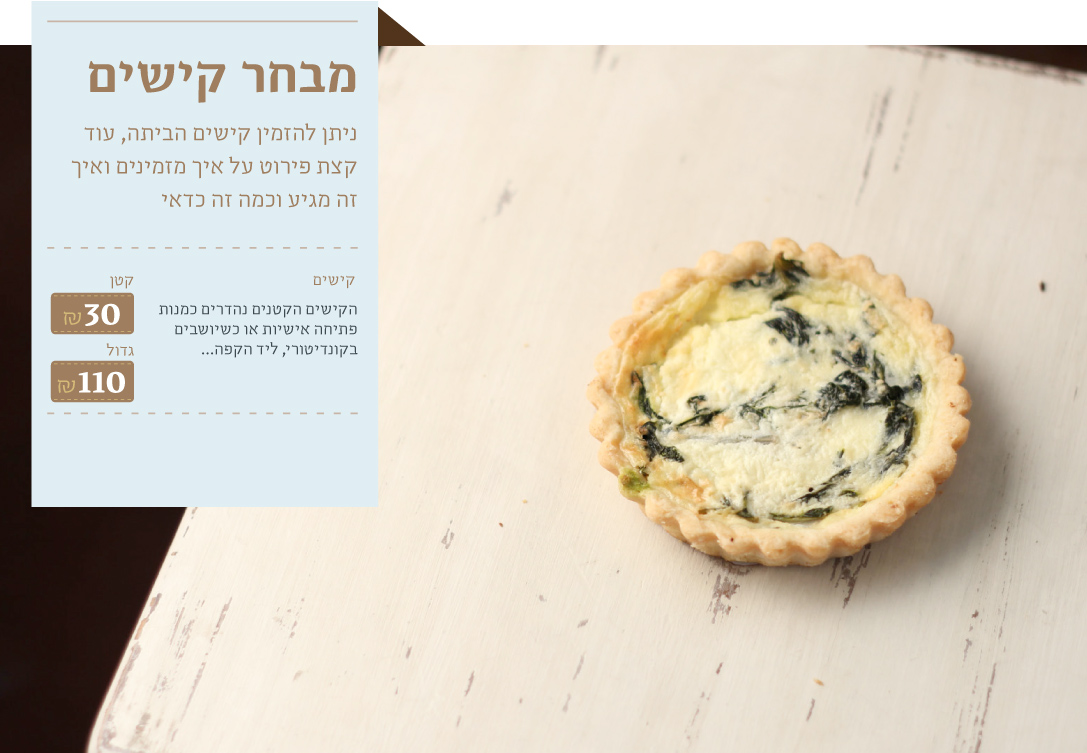 מבחר קישים
ניתן להזמין קישים הביתה, עוד
קצת פירוט על איך מזמינים ואיך
זה מגיע וכמה זה כדאי
קישים
הקישים הקטנים נהדרים כמנות
פתיחה אישיות או כשיושבים
בקונדיטורי, ליד הקפה...
קטן
30₪
גדול
110₪